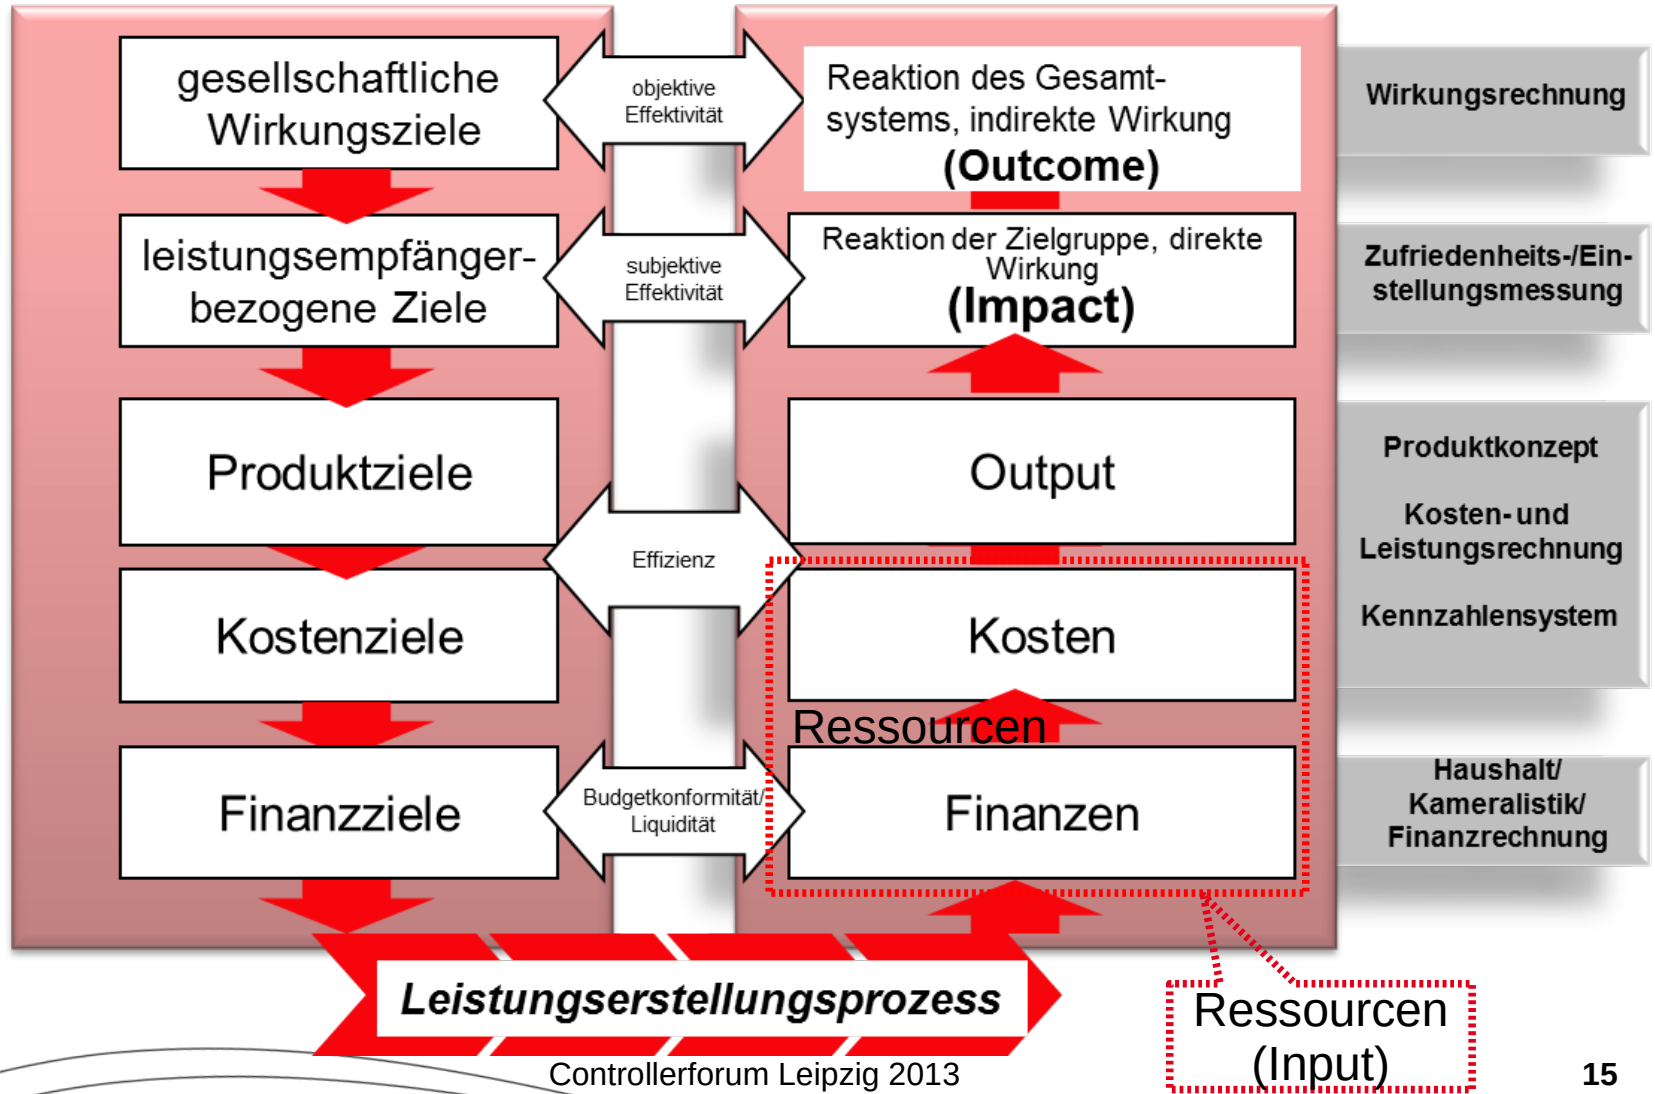 gesellschaftliche
Wirkungsziele
objektive
Effektivität
Reaktion des Gesamt-
systems, indirekte Wirkung
(Outcome)
Wirkungsrechnung
leistungsempfänger-
bezogene Ziele
subjektive
Effektivität
Reaktion der Zielgruppe, direkte
Wirkung
(Impact)
Zufriedenheits-/Ein-
stellungsmessung
Produktziele
Output
Produktkonzept
Kosten- und
Leistungsrechnung
Kennzahlensystem
Effizienz
Kostenziele
Kosten
Ressourcen
Finanzziele
Budgetkonformität/
Liquidität
Finanzen
Haushalt/
Kameralistik/
Finanzrechnung
Leistungserstellungsprozess
Ressourcen
(Input)
Controllerforum Leipzig 2013
15